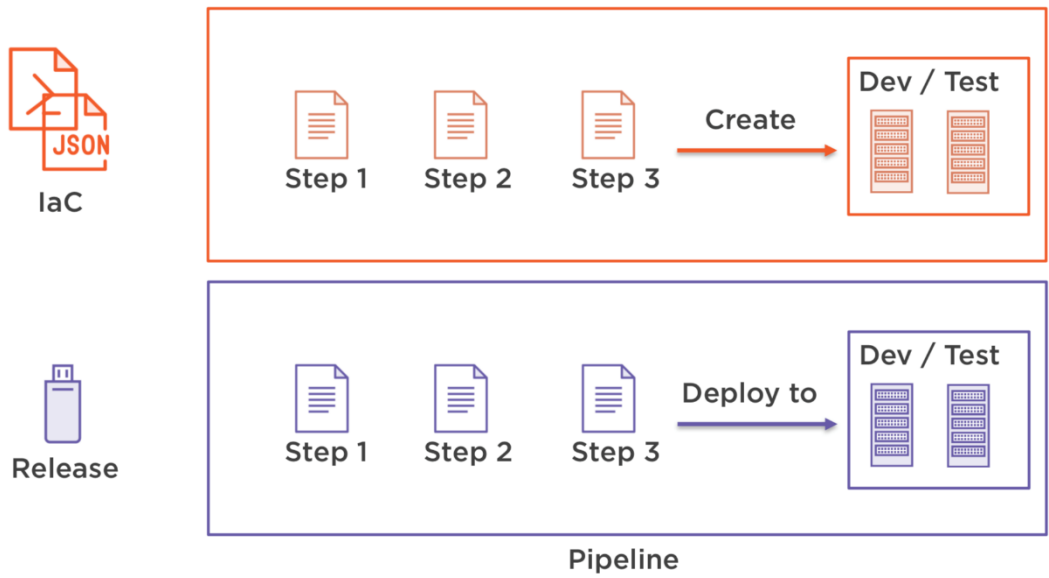 JSON
IaC
Step 1
Step 2
Step 3
Create
Dev / Test
Release
Step 1
Step 2
Step 3
Deploy to
Dev / Test
Pipeline